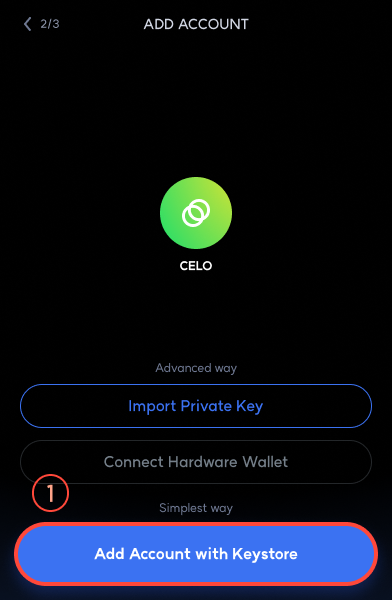 2/3
ADD ACCOUNT
CELO
Advanced way
Import Private Key
Connect Hardware Wallet
1
Simplest way
Add Account with Keystore